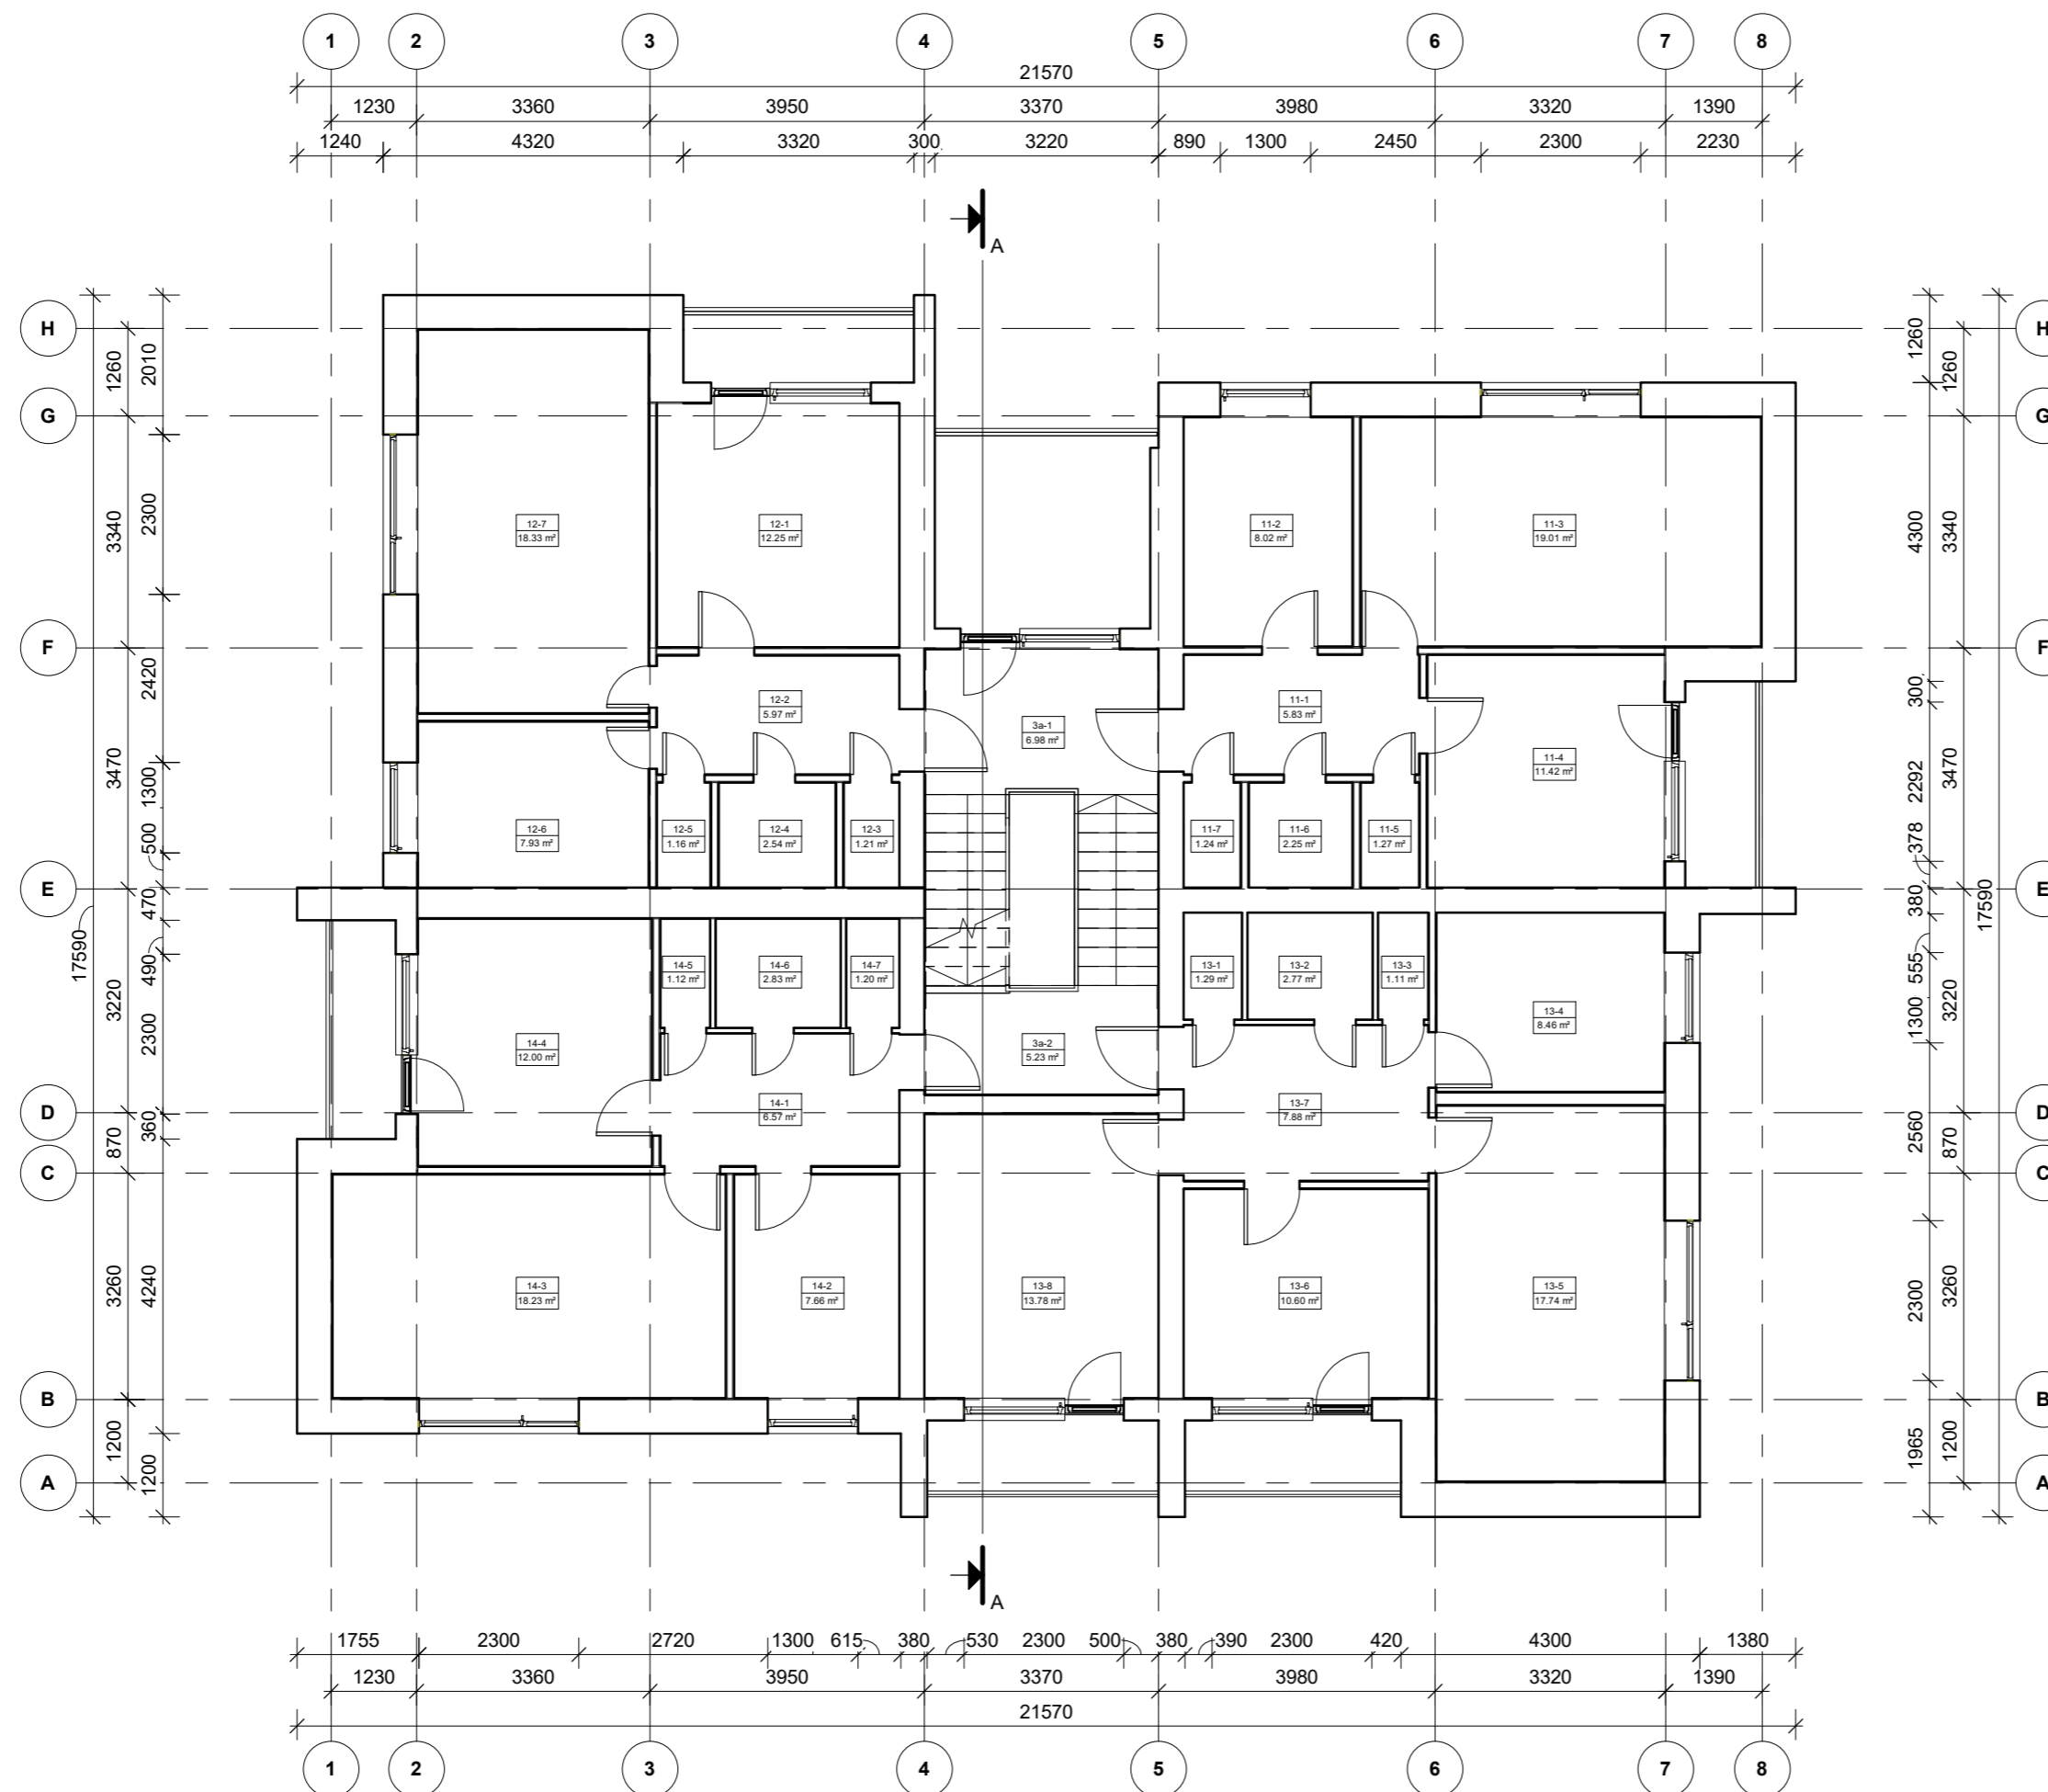 1 2 3 4 5 6 7 8
21570
1230 3360 3950 3370 3980 3320 1390
1240 4320 3320 300 3220 890 1300 2450 2300 2230
A
H
G
F
E
D
C
B
A
17590
1260
3340
3470
3220
870
3260
1200
2010
2300
2420
1300
500
470
490
2300
360
4240
1200
12-7
18.33 m²
12-1
12.25 m²
11-2
8.02 m²
11-3
19.01 m²
12-2
5.97 m²
3a-1
6.98 m²
11-1
5.83 m²
11-4
11.42 m²
12-6
7.93 m²
12-5
1.16 m²
12-4
2.54 m²
12-3
1.21 m²
11-7
1.24 m²
11-6
2.25 m²
11-5
1.27 m²
14-5
1.12 m²
14-6
2.83 m²
14-7
1.20 m²
13-1
1.29 m²
13-2
2.77 m²
13-3
1.11 m²
14-4
12.00 m²
3a-2
5.23 m²
13-4
8.46 m²
14-1
6.57 m²
13-7
7.88 m²
14-3
18.23 m²
14-2
7.66 m²
13-8
13.78 m²
13-6
10.60 m²
13-5
17.74 m²
1260
4300
300
2292
378
380
555
1300
2560
2300
1965
1260
3340
3470
3220
870
3260
1200
17590
H
G
F
E
D
C
B
A
A
1755 2300 2720 1300 615 380 530 2300 500 380 390 2300 420 4300 1380
1230 3360 3950 3370 3980 3320 1390
21570
1 2 3 4 5 6 7 8